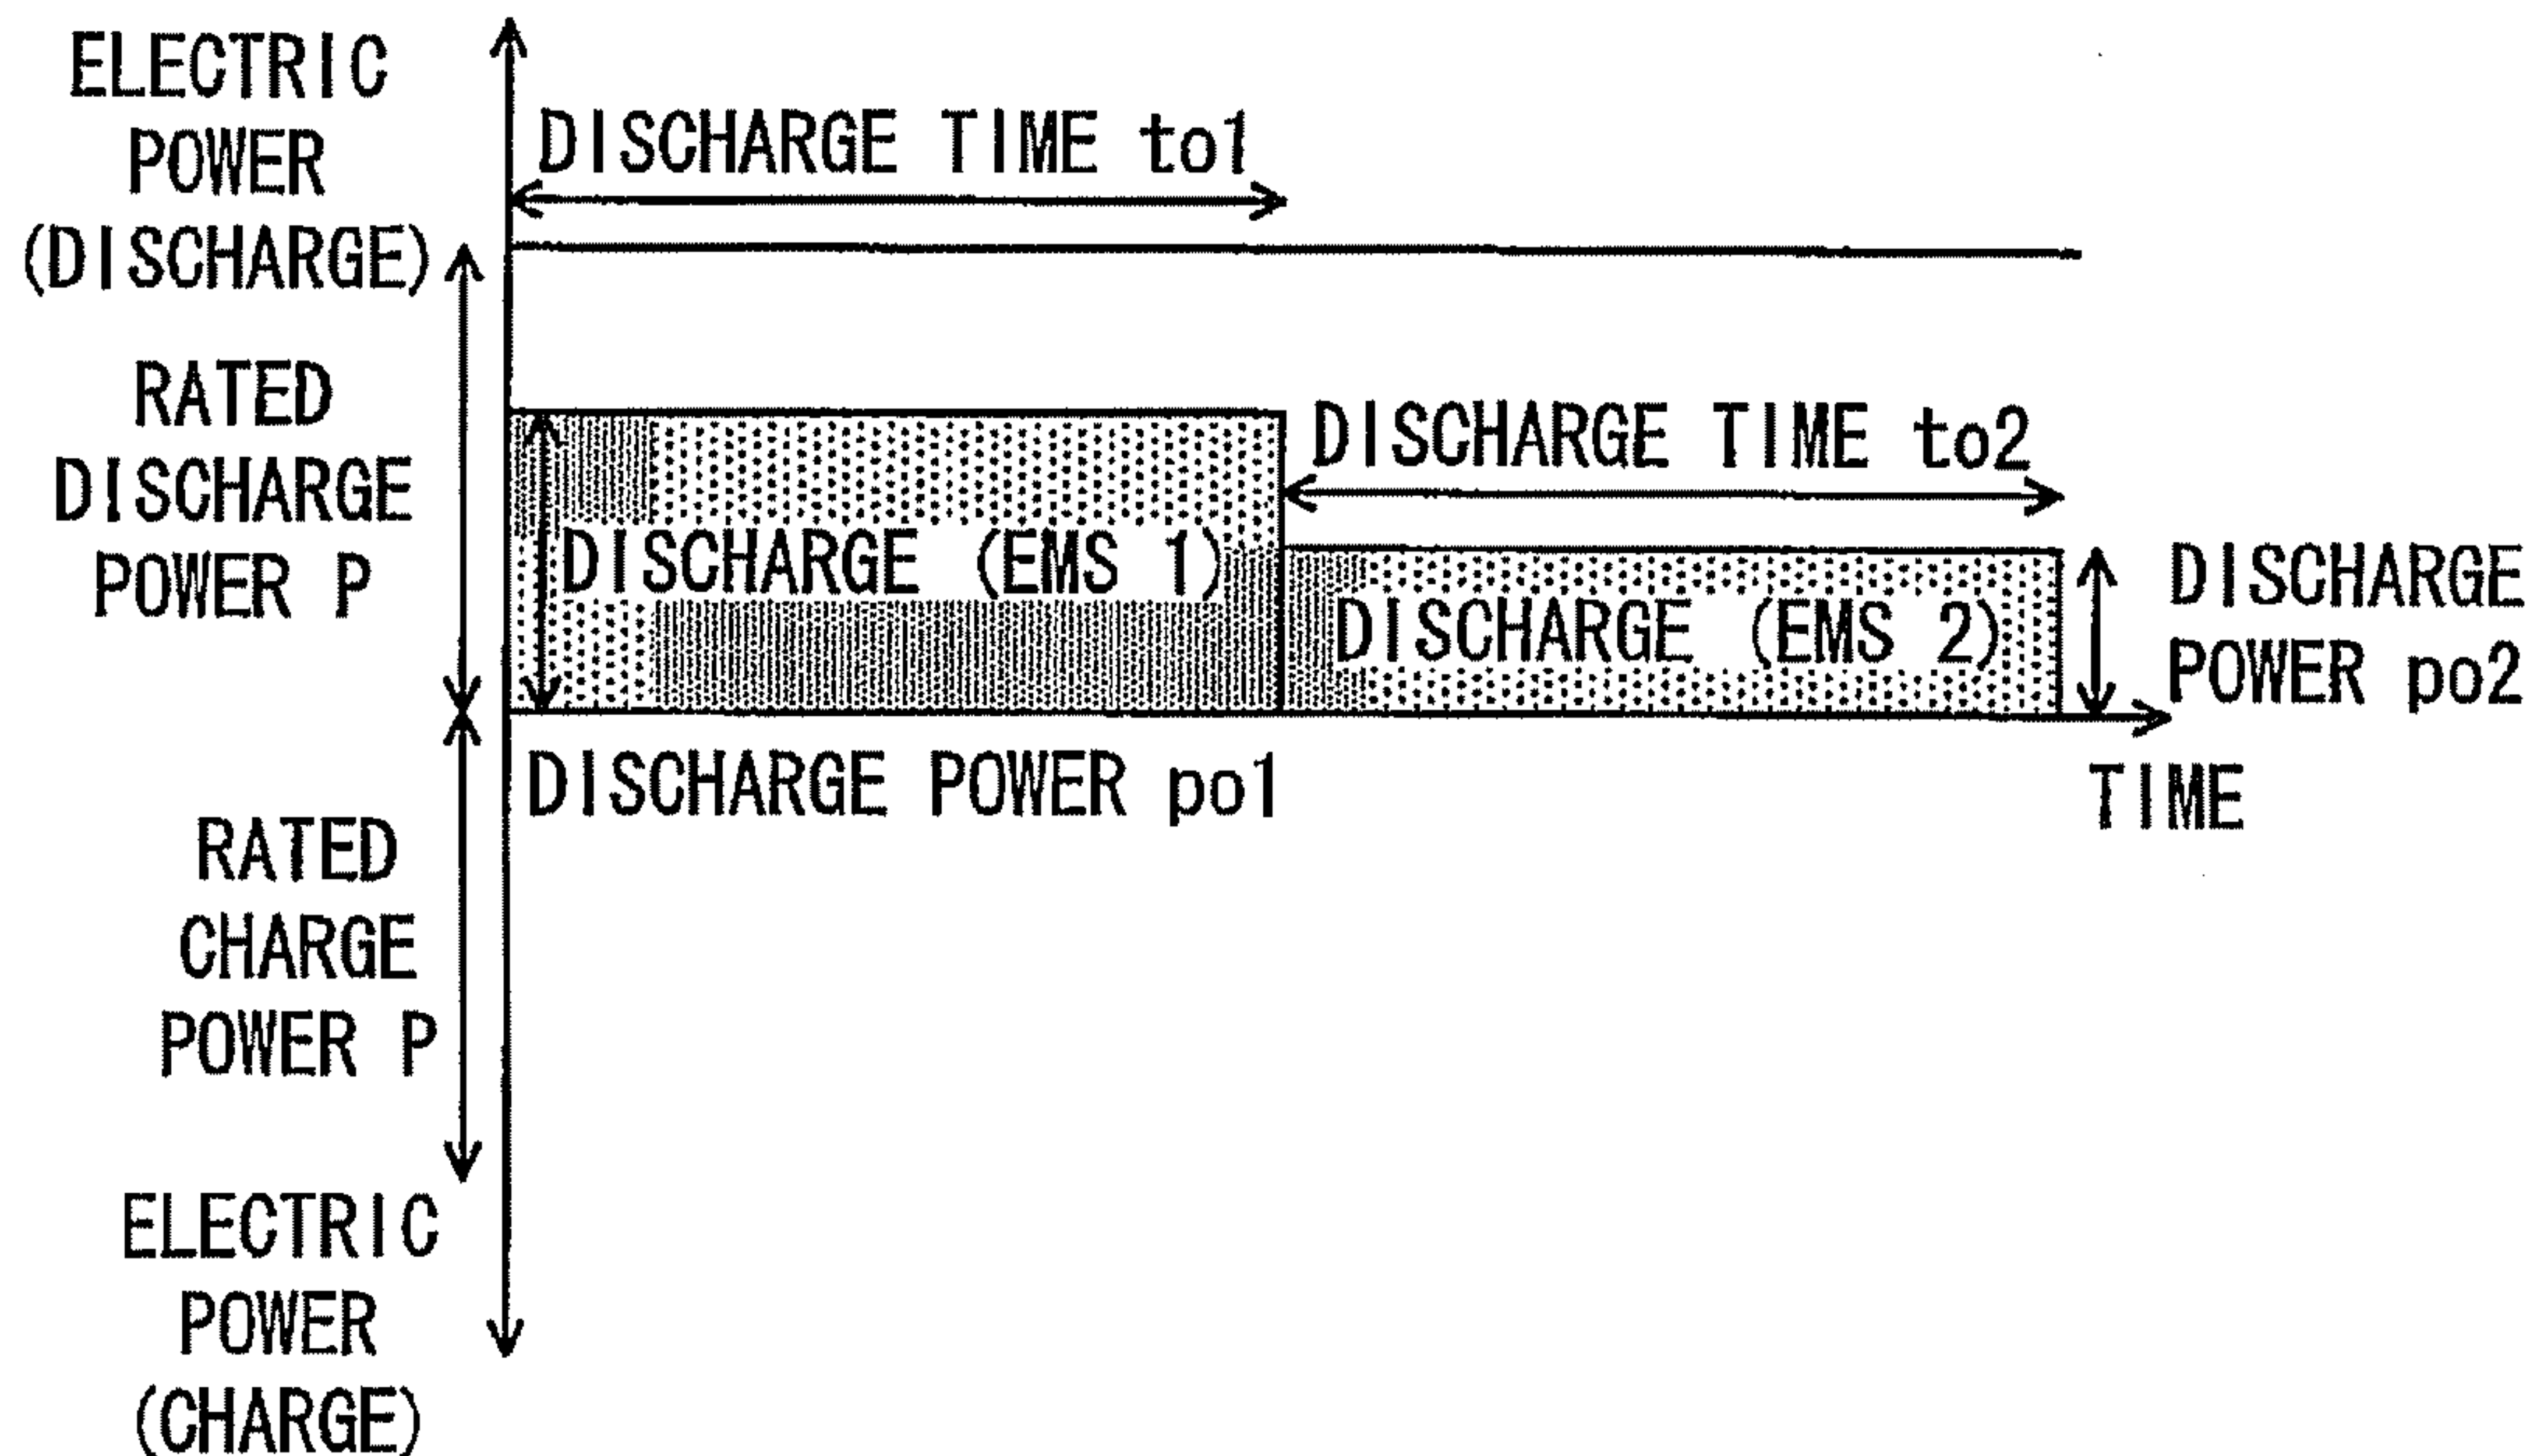 ELECTRIC
POWER
(DISCHARGE)
DISCHARGE TIME to1
RATED
DISCHARGE
POWER P
DISCHARGE TIME to2
DISCHARGE (EMS 1)
DISCHARGE (EMS 2)
DISCHARGE
POWER po2
DISCHARGE POWER po1
TIME
RATED
CHARGE
POWER P
ELECTRIC
POWER
(CHARGE)